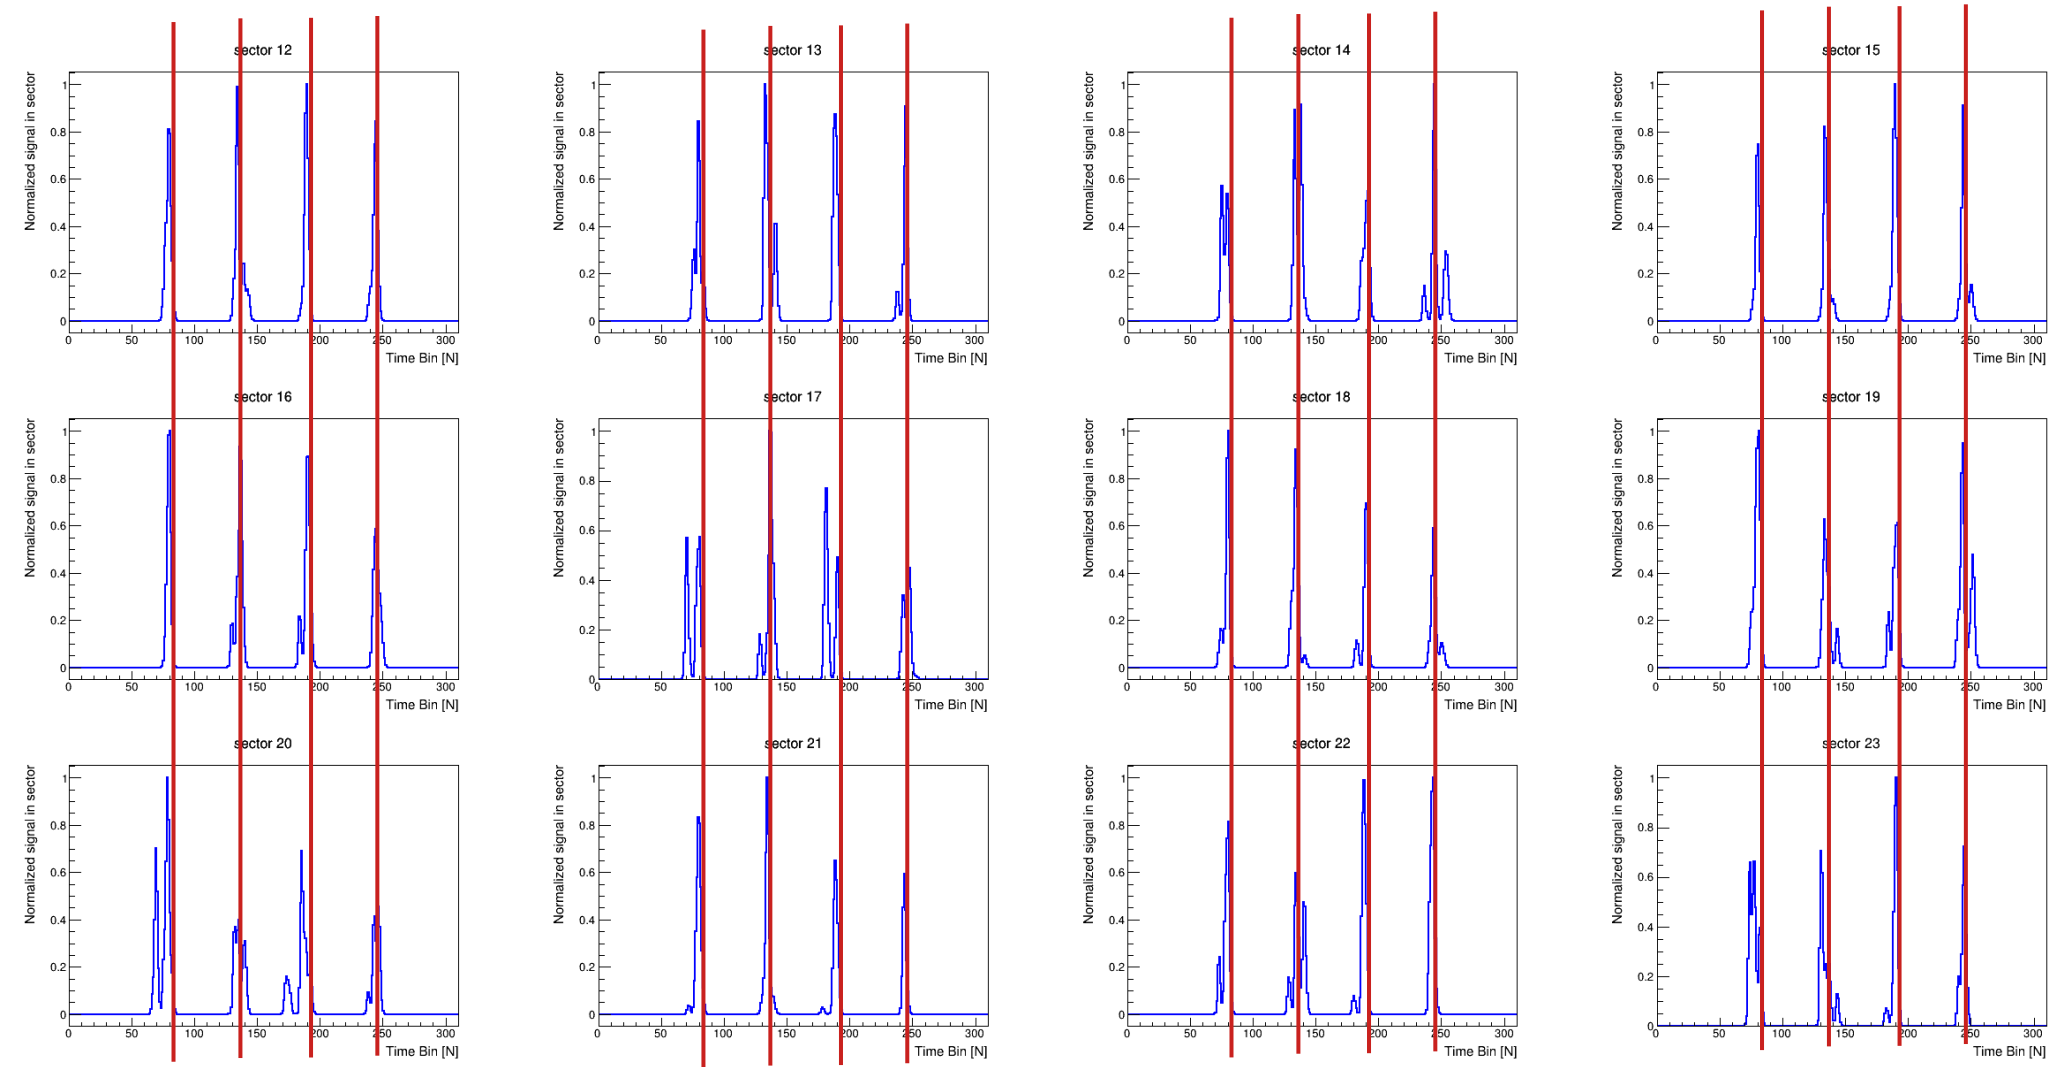 sector 12
Normalized signal in sector
1
0.8
0.6
0.4
0.2
0
0 50 100 150 200 250 300
Time Bin [N]
sector 13
Normalized signal in sector
1
0.8
0.6
0.4
0.2
0
0 50 100 150 200 250 300
Time Bin [N]
sector 14
Normalized signal in sector
1
0.8
0.6
0.4
0.2
0
0 50 100 150 200 250 300
Time Bin [N]
sector 15
Normalized signal in sector
1
0.8
0.6
0.4
0.2
0
0 50 100 150 200 250 300
Time Bin [N]
sector 16
Normalized signal in sector
1
0.8
0.6
0.4
0.2
0
0 50 100 150 200 250 300
Time Bin [N]
sector 17
Normalized signal in sector
1
0.8
0.6
0.4
0.2
0
0 50 100 150 200 250 300
Time Bin [N]
sector 18
Normalized signal in sector
1
0.8
0.6
0.4
0.2
0
0 50 100 150 200 250 300
Time Bin [N]
sector 19
Normalized signal in sector
1
0.8
0.6
0.4
0.2
0
0 50 100 150 200 250 300
Time Bin [N]
sector 20
Normalized signal in sector
1
0.8
0.6
0.4
0.2
0
0 50 100 150 200 250 300
Time Bin [N]
sector 21
Normalized signal in sector
1
0.8
0.6
0.4
0.2
0
0 50 100 150 200 250 300
Time Bin [N]
sector 22
Normalized signal in sector
1
0.8
0.6
0.4
0.2
0
0 50 100 150 200 250 300
Time Bin [N]
sector 23
Normalized signal in sector
1
0.8
0.6
0.4
0.2
0
0 50 100 150 200 250 300
Time Bin [N]